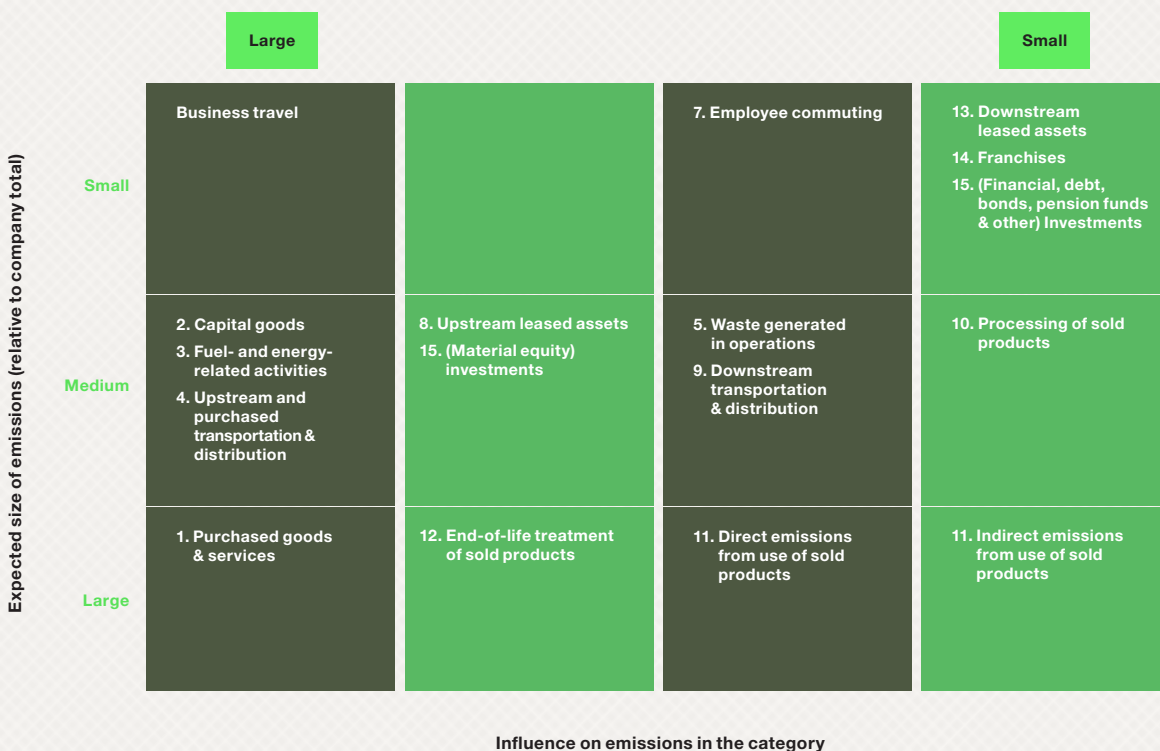 Large
Small
Expected size of emissions (relative to company total)
Small
Business travel
7. Employee commuting
13. Downstream
leased assets
14. Franchises
15. (Financial, debt,
bonds, pension funds
& other) Investments
Medium
2. Capital goods
3. Fuel- and energy-
related activities
4. Upstream and
purchased
transportation &
distribution
8. Upstream leased assets
15. (Material equity)
investments
5. Waste generated
in operations
9. Downstream
transportation
& distribution
10. Processing of sold
products
Large
1. Purchased goods
& services
12. End-of-life treatment
of sold products
11. Direct emissions
from use of sold
products
11. Indirect emissions
from use of sold
products
Influence on emissions in the category